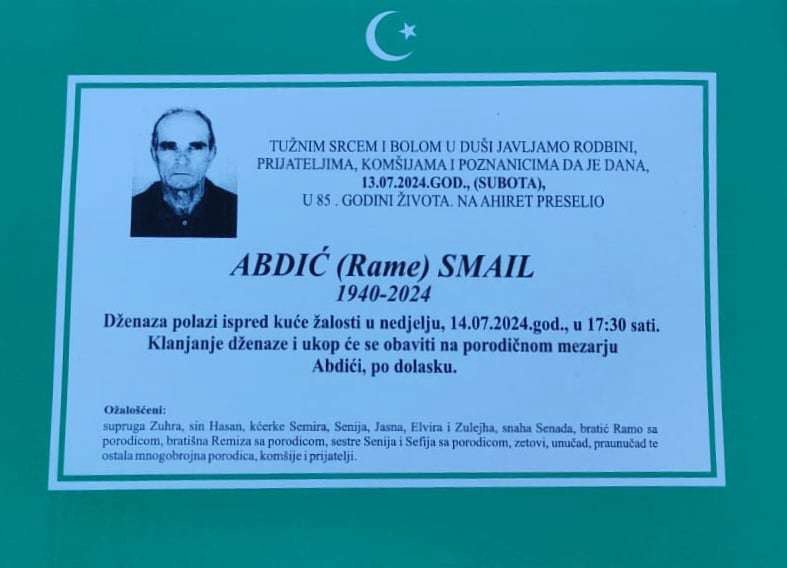 TUŽNIM SRCEM I BOLOM U DUŠI JAVLJAMO RODBINI,
PRIJATELJIMA, KOMŠIJAMA I POZNANICIMA DA JE DANA,
13.07.2024.GOD., (SUBOTA),
U 85 . GODINI ŽIVOTA. NA AHIRET PRESELIO
ABDIĆ (Rame) SMAIL
1940-2024
Dženaza polazi ispred kuće žalosti u nedjelju, 14.07.2024.god., u 17:30 sati.
Klanjanje dženaze i ukop će se obaviti na porodičnom mezarju
Abdići, po dolasku.
Ožalošćeni:
supruga Zuhra, sin Hasan, kćerke Semira, Senija, Jasna, Elvira i Zulejha, snaha Senada, bratić Ramo sa
porodicom, bratišna Remiza sa porodicom, sestre Senija i Sefija sa porodicom, zetovi, unučad, praunučad te
ostala mnogobrojna porodica, komšije i prijatelji.